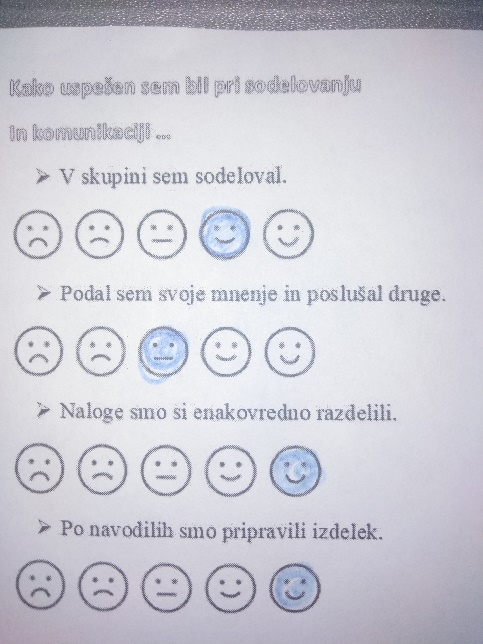 Kako uspešen sem bil pri sodelovanju
in komunikaciji ...
➤ V skupini sem sodeloval.
➤ Podal sem svoje mnenje in poslušal druge.
➤ Naloge smo si enakovredno razdelili.
➤ Po navodilih smo pripravili izdelek.